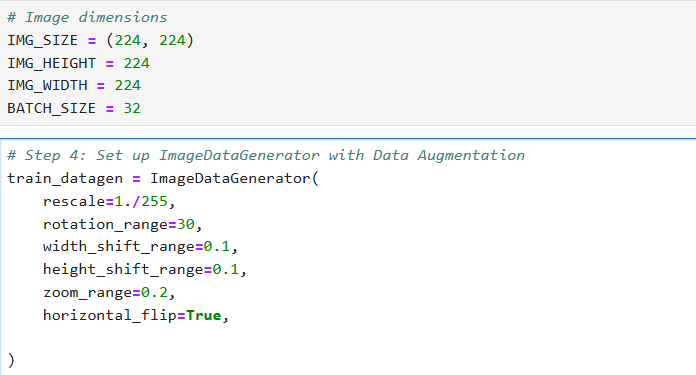 # Image dimensions
IMG_SIZE = (224, 224)
IMG_HEIGHT = 224
IMG_WIDTH = 224
BATCH_SIZE = 32
# Step 4: Set up ImageDataGenerator with Data Augmentation
train_datagen = ImageDataGenerator(
    rescale=1./255,
    rotation_range=30,
    width_shift_range=0.1,
    height_shift_range=0.1,
    zoom_range=0.2,
    horizontal_flip=True,
)